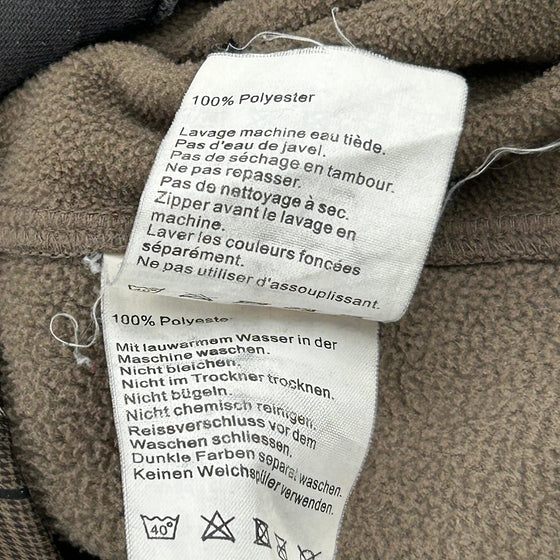 100% Polyester
Lavage machine eau tiède.
Pas d'eau de javel.
Pas de séchage en tambour.
Ne pas repasser.
Pas de nettoyage à sec.
Zipper avant le lavage en
machine.
Laver les couleurs foncées
séparément.
Ne pas utiliser d'assouplissant.
100% Polyester
Mit lauwarmem Wasser in der
Maschine waschen.
Nicht bleichen.
Nicht im Trockner trocknen.
Nicht bügeln.
Nicht chemisch reinigen.
Reissverschluss vor dem
Waschen schliessen.
Dunkle Farben separat waschen.
Keinen Weichspüler verwenden.
40°